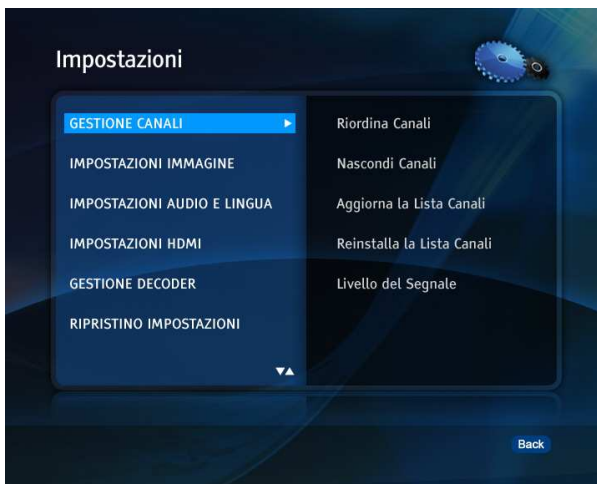 Impostazioni
GESTIONE CANALI
IMPOSTAZIONI IMMAGINE
IMPOSTAZIONI AUDIO E LINGUA
IMPOSTAZIONI HDMI
GESTIONE DECODER
RIPRISTINO IMPOSTAZIONI
Riordina Canali
Nascondi Canali
Aggiorna la Lista Canali
Reinstalla la Lista Canali
Livello del Segnale
Back